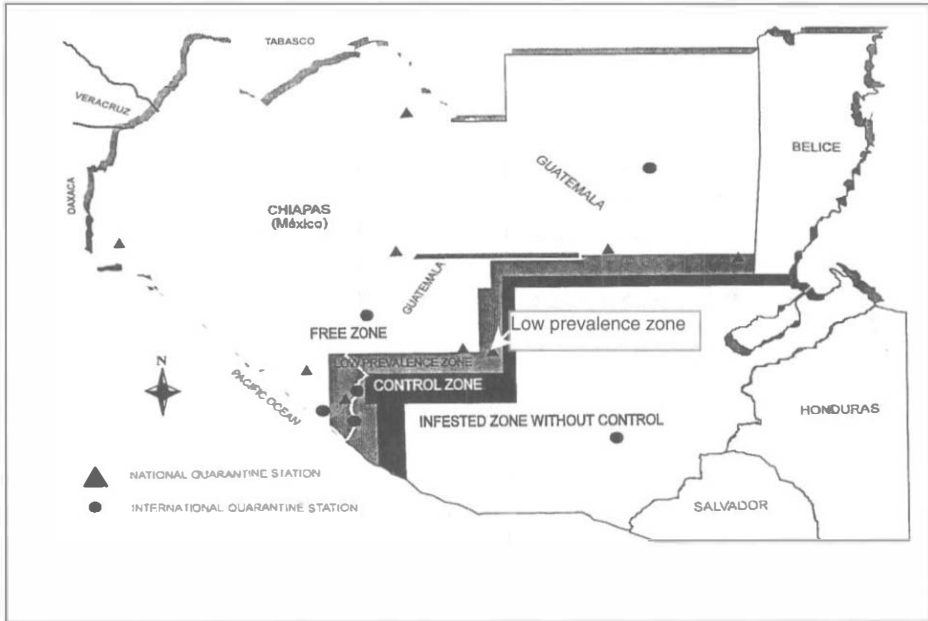 TABASCO
VERACRUZ
OAXACA
BELICE
GUATEMALA
CHIAPAS
(México)
GUATEMALA
FREE ZONE
Low prevalence zone
LOW PREVALENCE ZONE
N
CONTROL ZONE
PACIFIC OCEAN
INFESTED ZONE WITHOUT CONTROL
HONDURAS
NATIONAL QUARANTINE STATION
INTERNATIONAL QUARANTINE STATION
SALVADOR